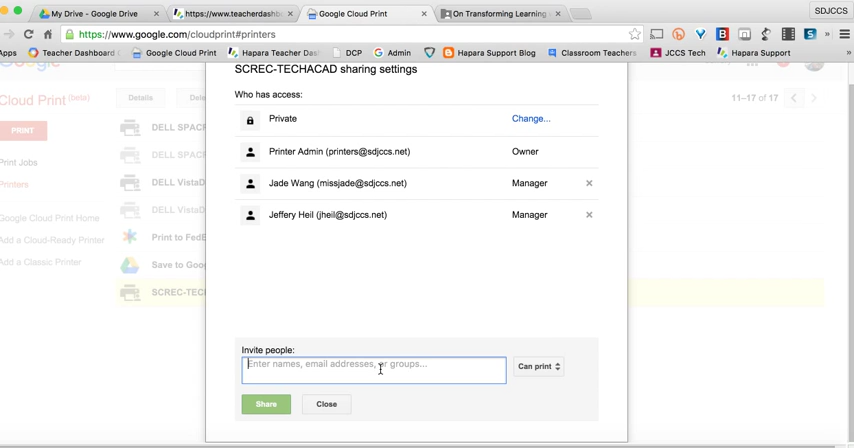 My Drive - Google Drive
https://www.teacherdashb
Google Cloud Print
On Transforming Learning
SDJCCS
https://www.google.com/cloudprint#printers
Apps
Teacher Dashboard
Google Cloud Print
Hapara Teacher Das
DCP
Admin
Hapara Support Blog
Classroom Teachers
JCCS Tech
Hapara Support
SCREC-TECHACAD sharing settings
Cloud Print (beta)
Details
Dele
11–17 of 17
PRINT
Print Jobs
Printers
Google Cloud Print Home
Add a Cloud-Ready Printer
Add a Classic Printer
DELL SPACF
DELL SPACF
DELL VistaD
DELL VistaD
Print to FedE
Save to Goog
SCREC-TECH
Who has access:
Private
Change...
Printer Admin (printers@sdjccs.net)
Owner
Jade Wang (missjade@sdjccs.net)
Manager
Jeffery Heil (jheil@sdjccs.net)
Manager
Invite people:
Enter names, email addresses, or groups...
Can print
Share
Close